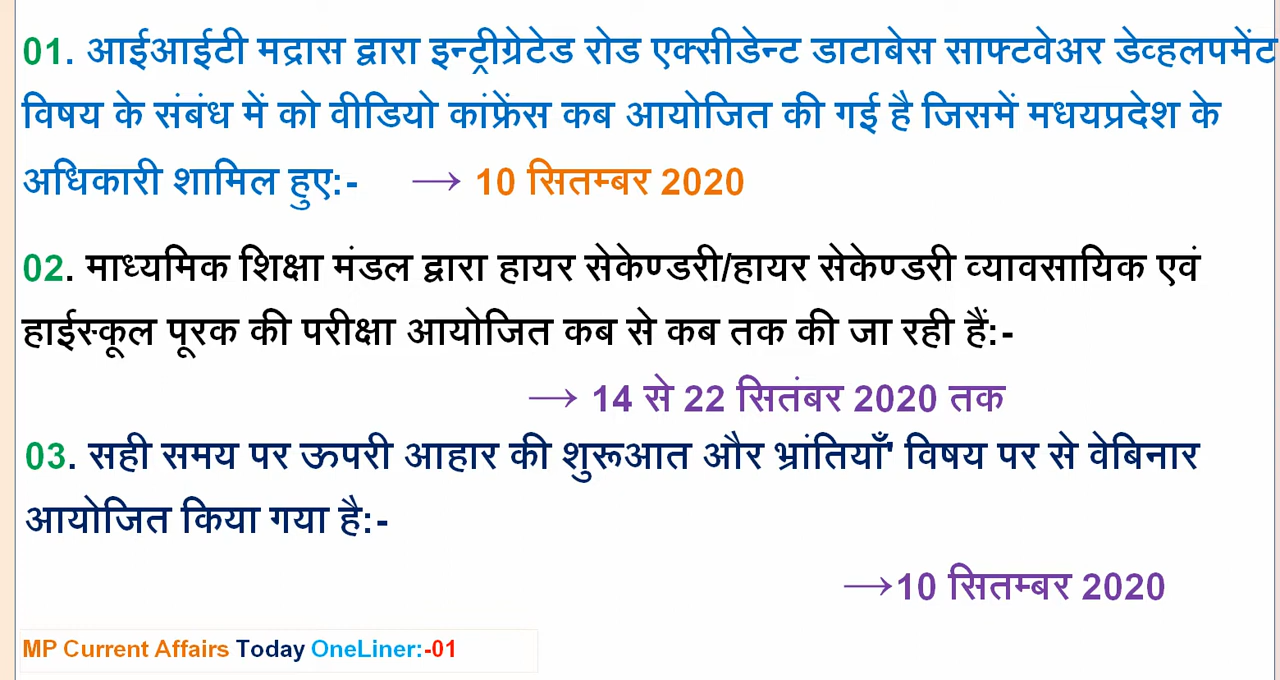 01. आईआईटी मद्रास द्वारा इन्ट्रीग्रेटेड रोड एक्सीडेन्ट डाटाबेस साफ्टवेअर डेव्हलपमेंट
विषय के संबंध में को वीडियो कांफ्रेंस कब आयोजित की गई है जिसमें मधयप्रदेश के
अधिकारी शामिल हुए:- → 10 सितम्बर 2020
02. माध्यमिक शिक्षा मंडल द्वारा हायर सेकेण्डरी/हायर सेकेण्डरी व्यावसायिक एवं
हाईस्कूल पूरक की परीक्षा आयोजित कब से कब तक की जा रही हैं:-
→ 14 से 22 सितंबर 2020 तक
03. सही समय पर ऊपरी आहार की शुरूआत और भ्रांतियाँ' विषय पर से वेबिनार
आयोजित किया गया है:-
→10 सितम्बर 2020
MP Current Affairs Today OneLiner:-01